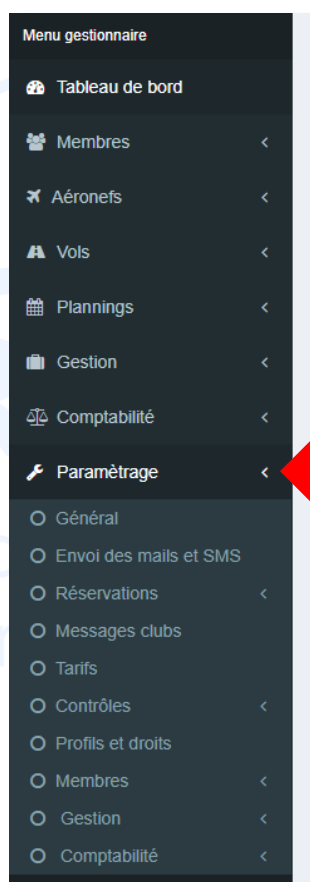 Menu gestionnaire
Tableau de bord
Membres
Aéronefs
Vols
Plannings
Gestion
Comptabilité
Paramètrage
Général
Envoi des mails et SMS
Réservations
Messages clubs
Tarifs
Contrôles
Profils et droits
Membres
Gestion
Comptabilité